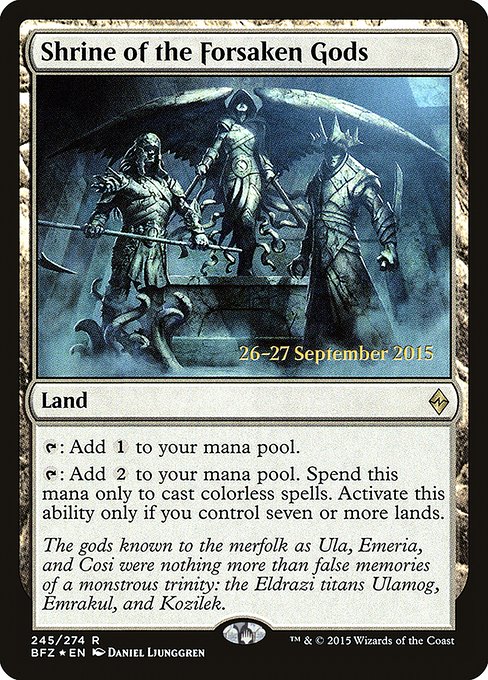 Shrine of the Forsaken Gods
26–27 September 2015
Land
: Add 1 to your mana pool.
: Add 2 to your mana pool. Spend this
mana only to cast colorless spells. Activate this
ability only if you control seven or more lands.
The gods known to the merfolk as Ula, Emeria,
and Cosi were nothing more than false memories
of a monstrous trinity: the Eldrazi titans Ulamog,
Emrakul, and Kozilek.
245/274 R
BFZ ★ EN Daniel Ljunggren
™ & © 2015 Wizards of the Coast